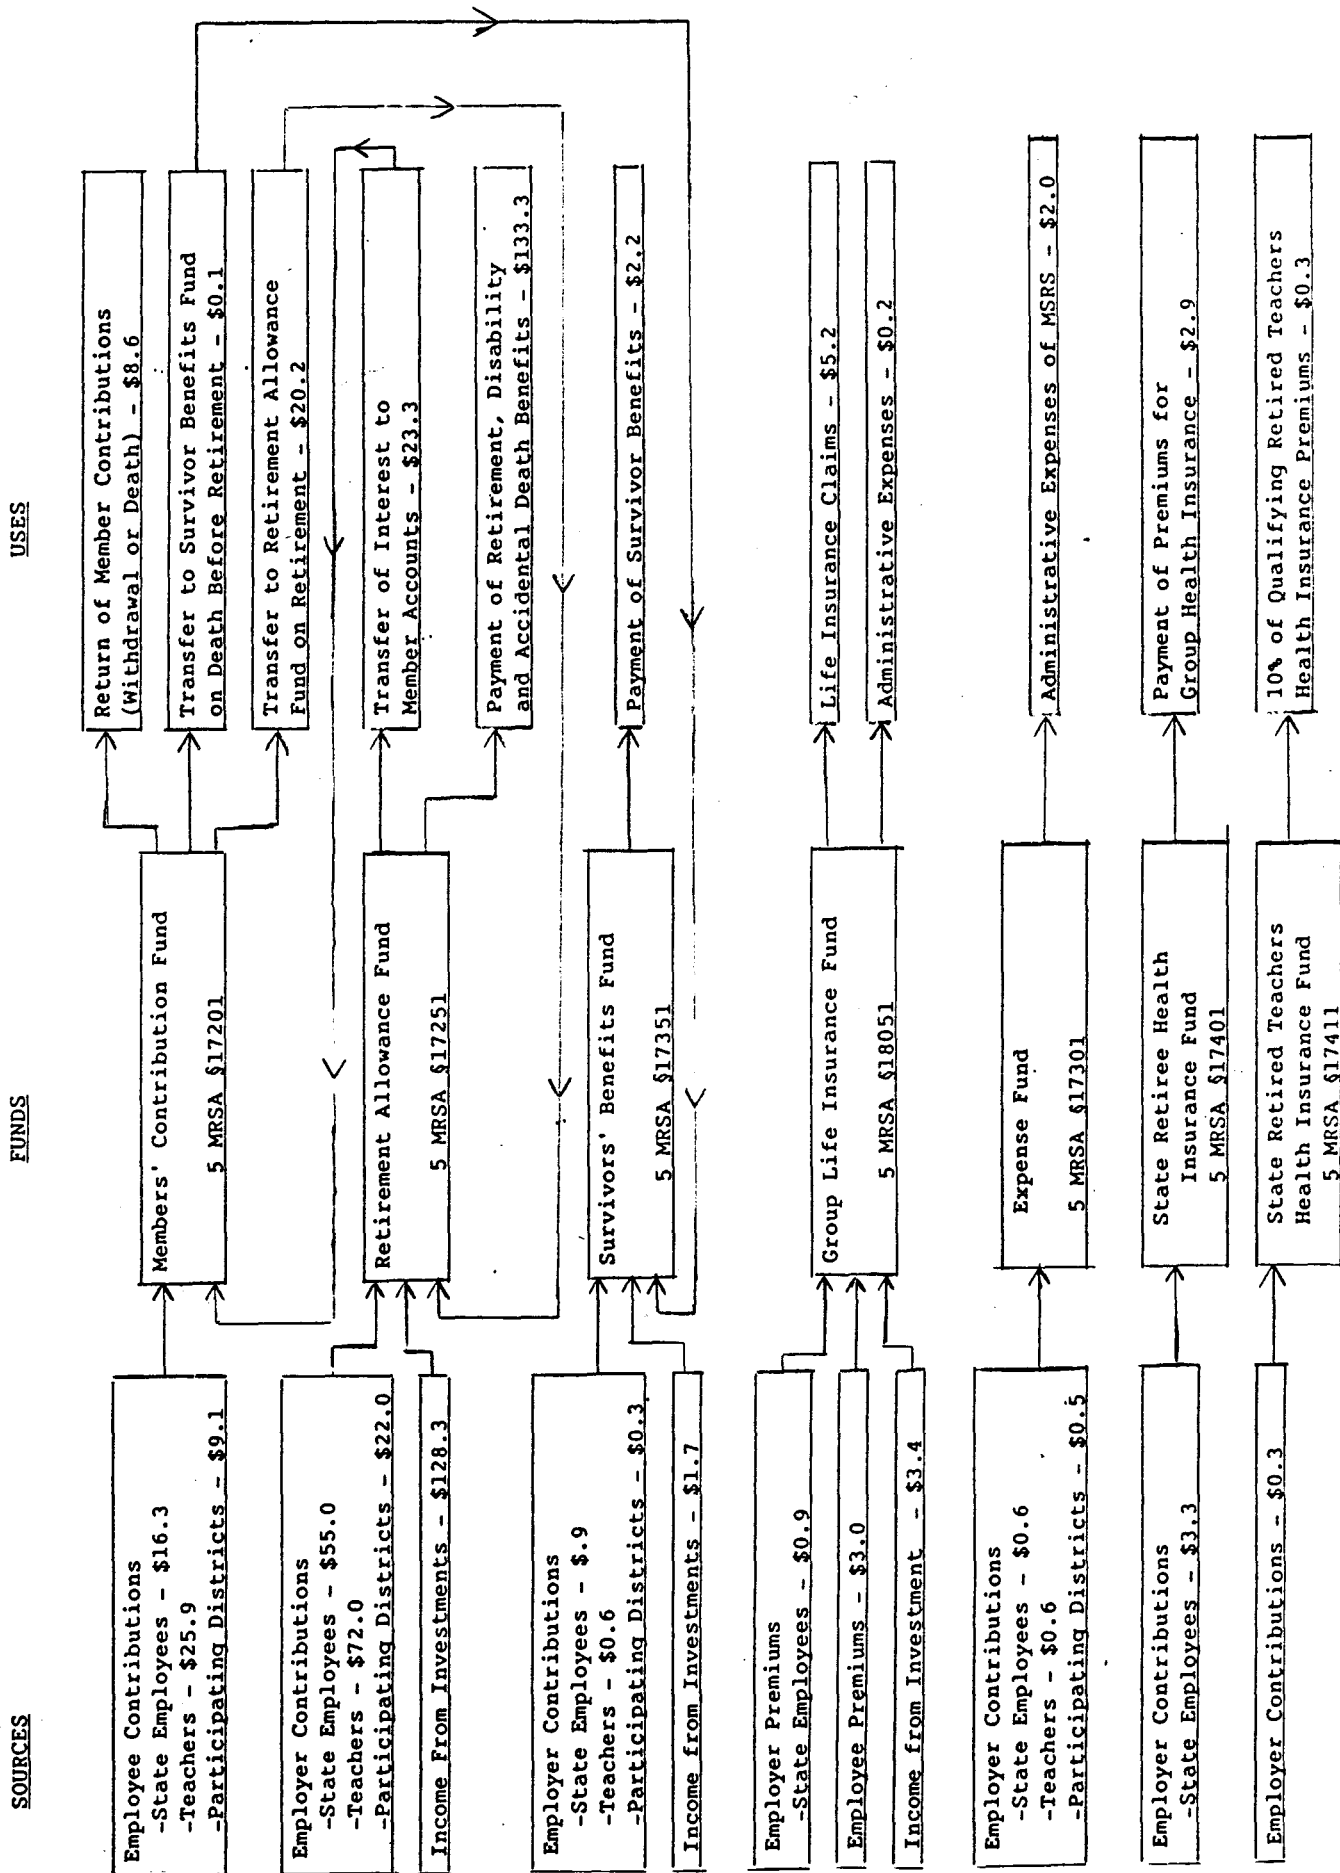 SOURCES
FUNDS
USES
Employee Contributions
-State Employees - $16.3
-Teachers - $25.9
-Participating Districts - $9.1
Employer Contributions
-State Employees - $55.0
-Teachers - $72.0
-Participating Districts - $22.0
Income From Investments - $128.3
Employer Contributions
-State Employees - $.9
-Teachers - $0.6
-Participating Districts - $0.3
Income from Investments - $1.7
Employer Premiums
-State Employees - $0.9
Employee Premiums - $3.0
Income from Investment - $3.4
Employer Contributions
-State Employees - $0.6
-Teachers - $0.6
-Participating Districts - $0.5
Employer Contributions
-State Employees - $3.3
Employer Contributions - $0.3
Members' Contribution Fund
5 MRSA §17201
Retirement Allowance Fund
5 MRSA §17251
Survivors' Benefits Fund
5 MRSA §17351
Group Life Insurance Fund
5 MRSA §18051
Expense Fund
5 MRSA §17301
State Retiree Health
Insurance Fund
5 MRSA §17401
State Retired Teachers
Health Insurance Fund
5 MRSA §17411
Return of Member Contributions
(Withdrawal or Death) - $8.6
Transfer to Survivor Benefits Fund
on Death Before Retirement - $0.1
Transfer to Retirement Allowance
Fund on Retirement - $20.2
Transfer of Interest to
Member Accounts - $23.3
Payment of Retirement, Disability
and Accidental Death Benefits - $133.3
Payment of Survivor Benefits - $2.2
Life Insurance Claims - $5.2
Administrative Expenses - $0.2
Administrative Expenses of MSRS - $2.0
Payment of Premiums for
Group Health Insurance - $2.9
10% of Qualifying Retired Teachers
Health Insurance Premiums - $0.3